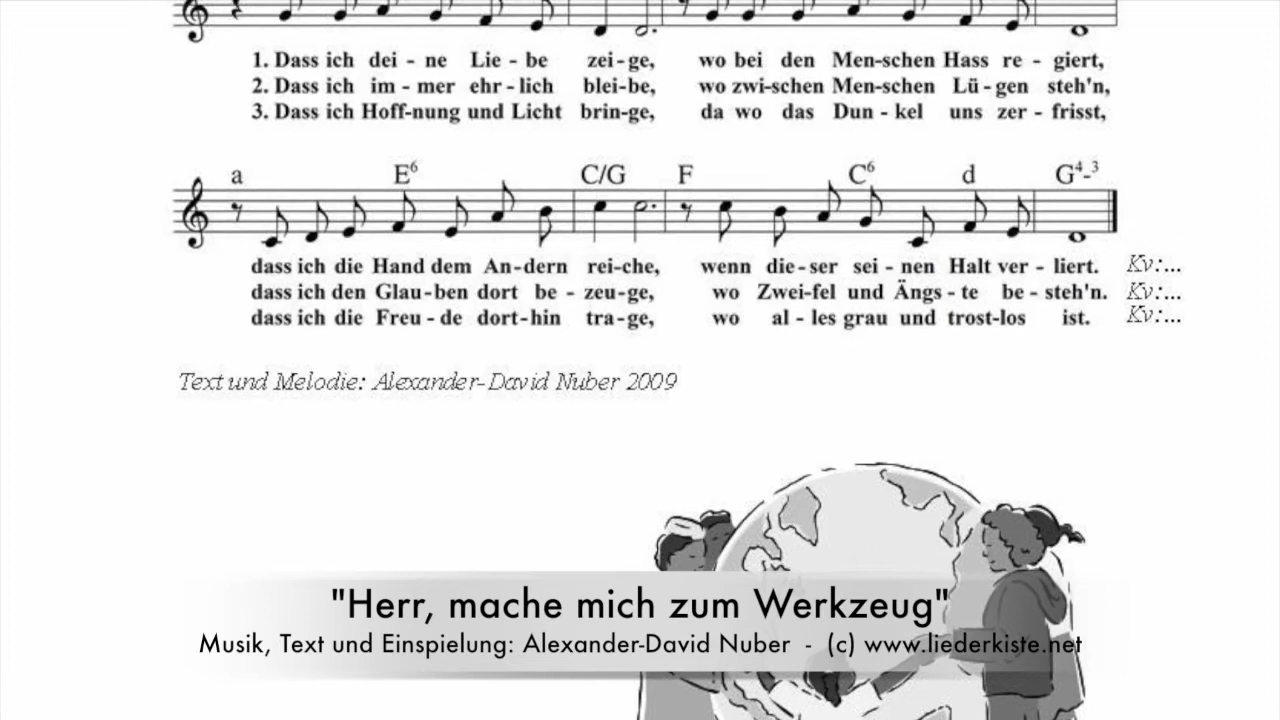 1. Dass ich dei - ne Lie - be zei - ge, wo bei den Men-schen Hass re - giert,
2. Dass ich im - mer ehr - lich blei - be, wo zwi-schen Men-schen Lü - gen steh'n,
3. Dass ich Hoff-nung und Licht brin - ge, da wo das Dun - kel uns zer - frisst,
a E6 C/G F C6 d G4-3
dass ich die Hand dem An-dern rei-che, wenn die-ser sei - nen Halt ver - liert. Kv:...
dass ich den Glau-ben dort be - zeu-ge, wo Zwei-fel und Ängs - te be - steh'n. Kv:...
dass ich die Freu - de dort-hin tra-ge, wo al - les grau und trost-los ist. Kv:...
Text und Melodie: Alexander-David Nuber 2009
"Herr, mache mich zum Werkzeug"
Musik, Text und Einspielung: Alexander-David Nuber - (c) www.liederkiste.net